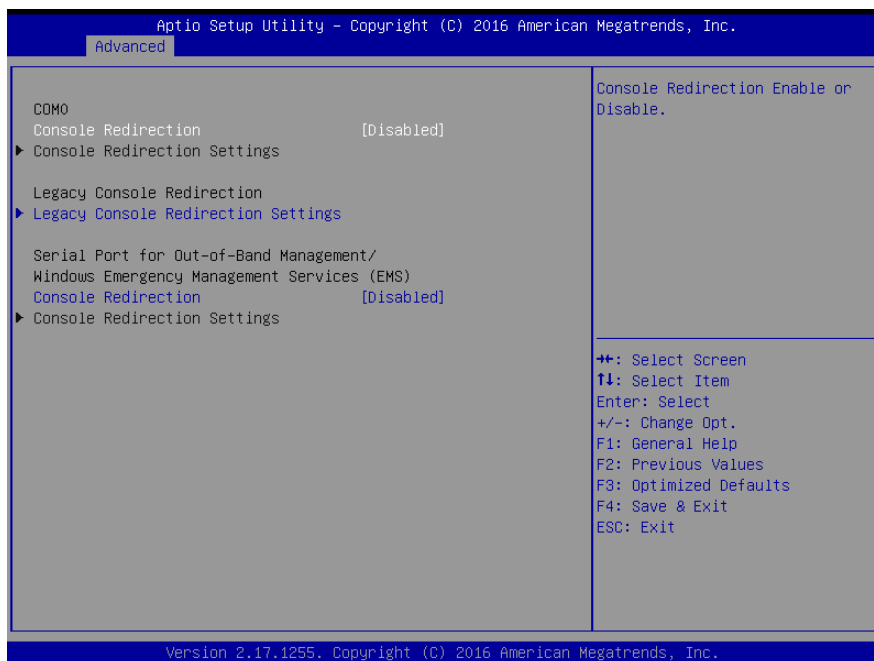 Aptio Setup Utility – Copyright (C) 2016 American Megatrends, Inc.
Advanced
COM0
Console Redirection [Disabled]
Console Redirection Settings
Legacy Console Redirection
Legacy Console Redirection Settings
Serial Port for Out-of-Band Management/
Windows Emergency Management Services (EMS)
Console Redirection [Disabled]
Console Redirection Settings
Console Redirection Enable or
Disable.
→←: Select Screen
↑↓: Select Item
Enter: Select
+/-: Change Opt.
F1: General Help
F2: Previous Values
F3: Optimized Defaults
F4: Save & Exit
ESC: Exit
Version 2.17.1255. Copyright (C) 2016 American Megatrends, Inc.